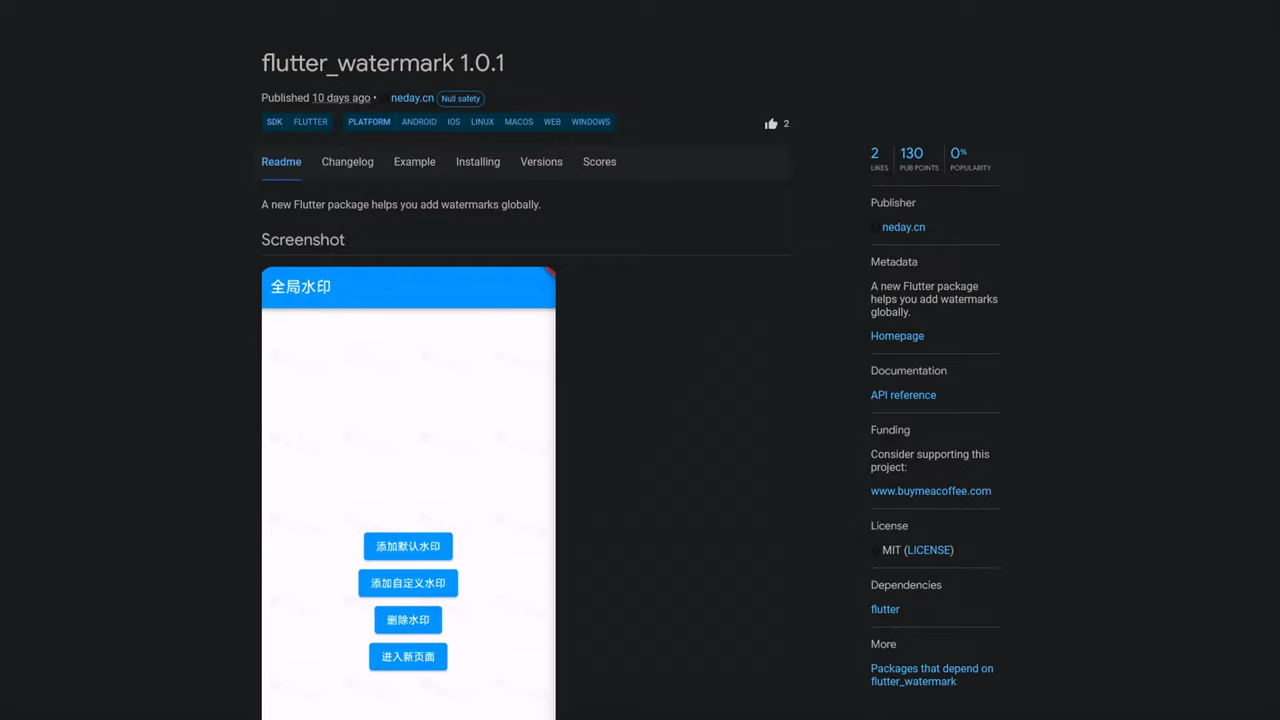 flutter_watermark 1.0.1
Published 10 days ago • neday.cn Null safety
SDK FLUTTER PLATFORM ANDROID IOS LINUX MACOS WEB WINDOWS
2
Readme Changelog Example Installing Versions Scores
A new Flutter package helps you add watermarks globally.
Screenshot
全局水印
添加默认水印
添加自定义水印
删除水印
进入新页面
2 130 0%
LIKES PUB POINTS POPULARITY
Publisher
neday.cn
Metadata
A new Flutter package
helps you add watermarks
globally.
Homepage
Documentation
API reference
Funding
Consider supporting this
project:
www.buymeacoffee.com
License
MIT (LICENSE)
Dependencies
flutter
More
Packages that depend on
flutter_watermark